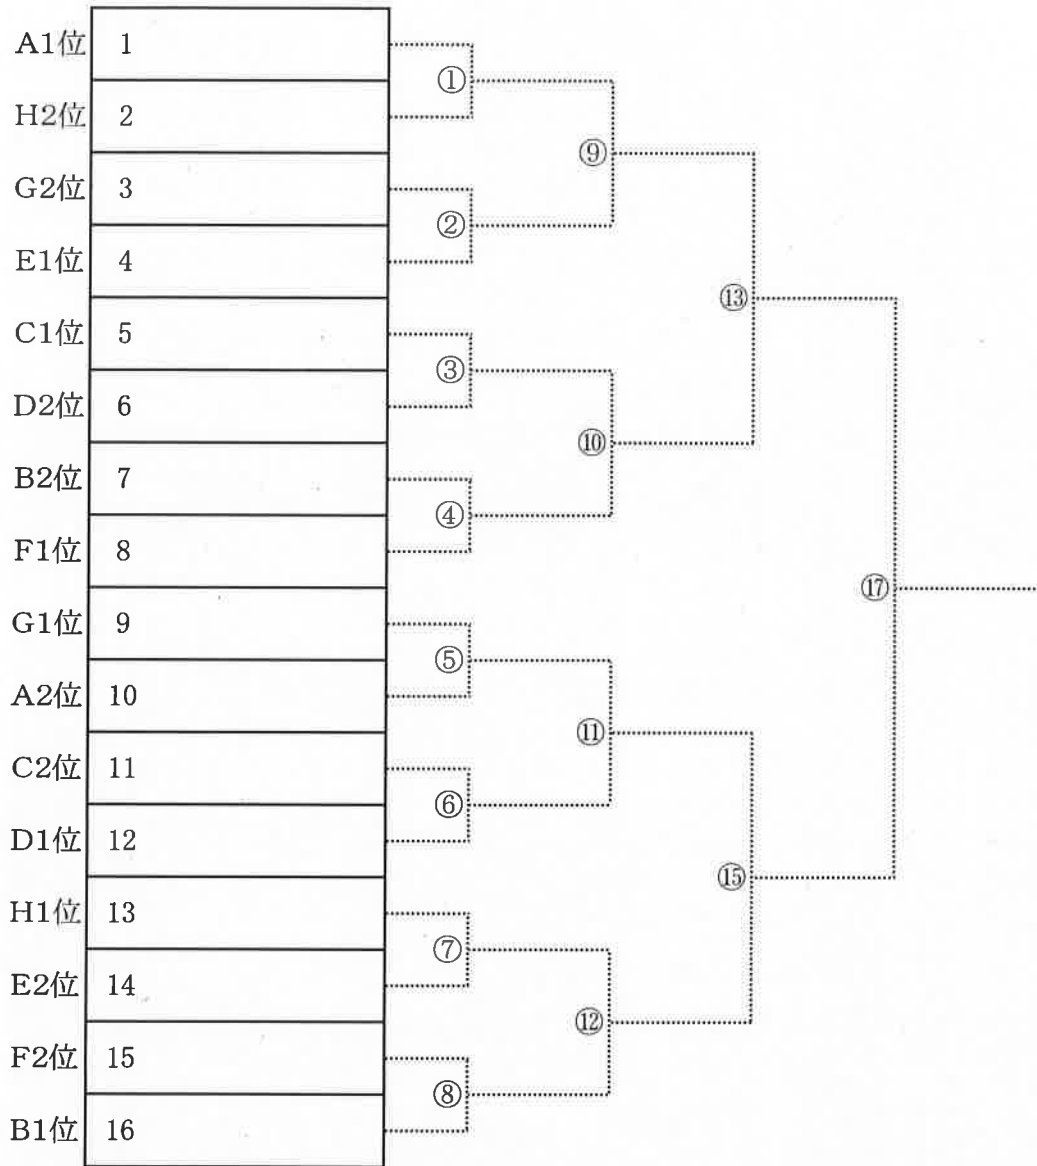 A1位 1
①
H2位 2
⑨
G2位 3
②
E1位 4
⑬
C1位 5
③
D2位 6
⑩
B2位 7
④
F1位 8
⑰
G1位 9
⑤
A2位 10
⑪
C2位 11
⑥
D1位 12
⑮
H1位 13
⑦
E2位 14
⑫
F2位 15
⑧
B1位 16